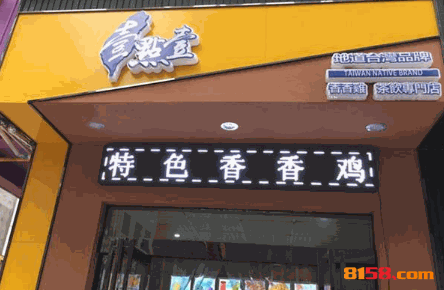 壹點壹
地道台灣品牌
TAIWAN NATIVE BRAND
香香雞 茶飲專門店
特色香香鸡
8158.com